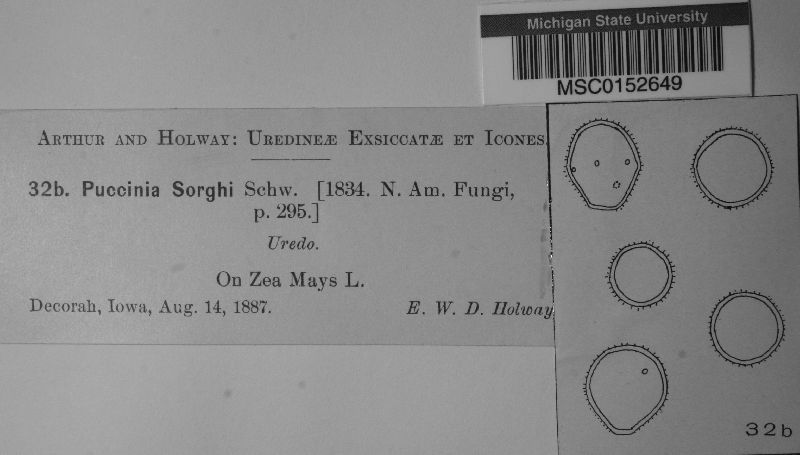 Michigan State University
MSC0152649
Arthur and Holway: Uredineæ Exsiccatæ et Icones.
32b. Puccinia Sorghi Schw. [1834. N. Am. Fungi,
p. 295.]
Uredo.
On Zea Mays L.
Decorah, Iowa, Aug. 14, 1887. E. W. D. Holway
32b